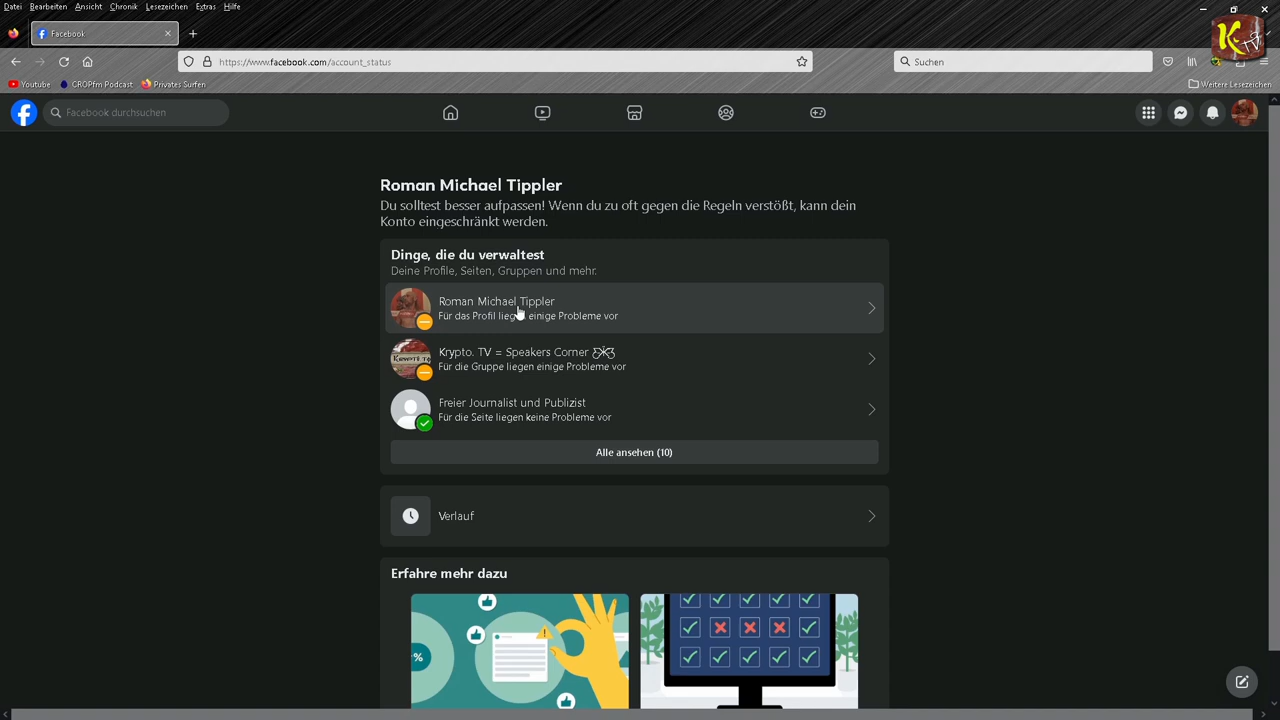 Datei Bearbeiten Ansicht Chronik Lesezeichen Extras Hilfe
Facebook
https://www.facebook.com/account_status
Suchen
Youtube CROPfm Podcast Privates Surfen
Weitere Lesezeichen
Facebook durchsuchen
Roman Michael Tippler
Du solltest besser aufpassen! Wenn du zu oft gegen die Regeln verstößt, kann dein
Konto eingeschränkt werden.
Dinge, die du verwaltest
Deine Profile, Seiten, Gruppen und mehr.
Roman Michael Tippler
Für das Profil liegen einige Probleme vor
Krypto. TV = Speakers Corner
Für die Gruppe liegen einige Probleme vor
Freier Journalist und Publizist
Für die Seite liegen keine Probleme vor
Alle ansehen (10)
Verlauf
Erfahre mehr dazu
%